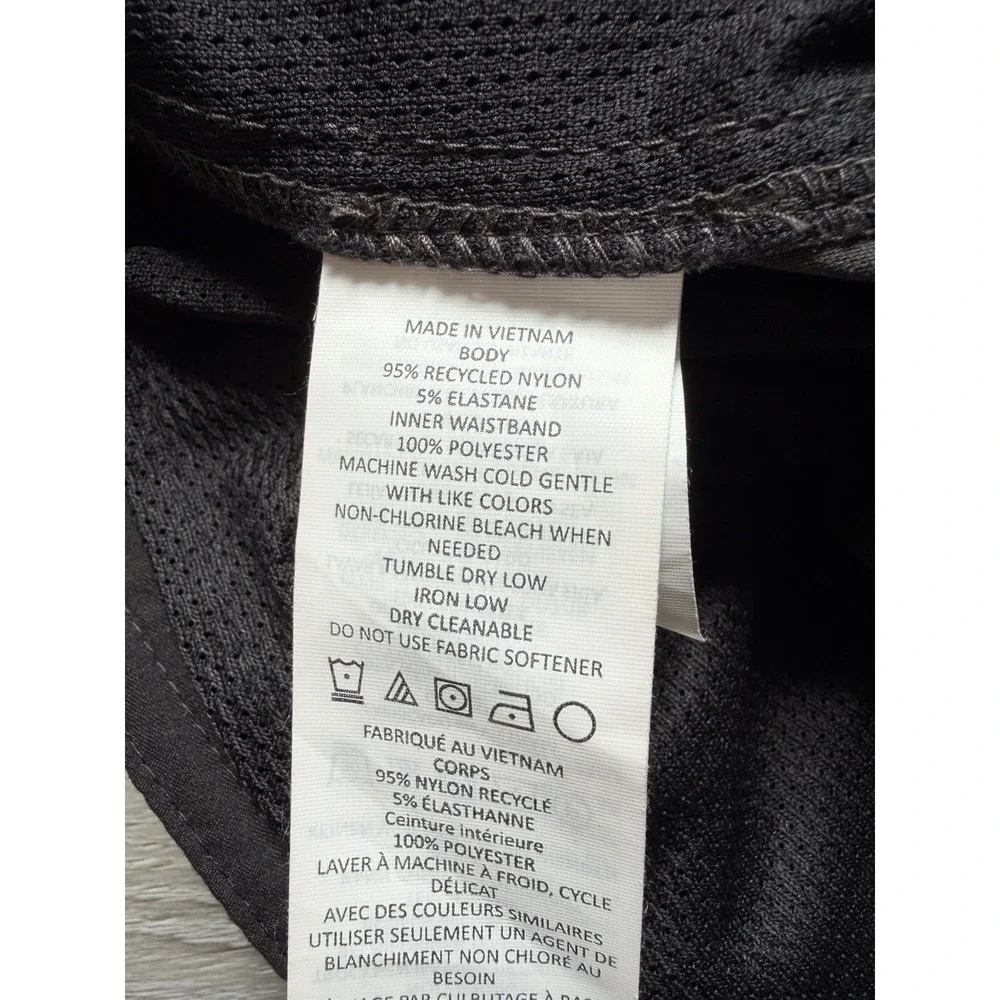 MADE IN VIETNAM
BODY
95% RECYCLED NYLON
5% ELASTANE
INNER WAISTBAND
100% POLYESTER
MACHINE WASH COLD GENTLE
WITH LIKE COLORS
NON-CHLORINE BLEACH WHEN
NEEDED
TUMBLE DRY LOW
IRON LOW
DRY CLEANABLE
DO NOT USE FABRIC SOFTENER
FABRIQUÉ AU VIETNAM
CORPS
95% NYLON RECYCLÉ
5% ÉLASTHANNE
Ceinture intérieure
100% POLYESTER
LAVER À MACHINE À FROID, CYCLE
DÉLICAT
AVEC DES COULEURS SIMILAIRES
UTILISER SEULEMENT UN AGENT DE
BLANCHIMENT NON CHLORÉ AU
BESOIN
PAR CULBUTAGE À